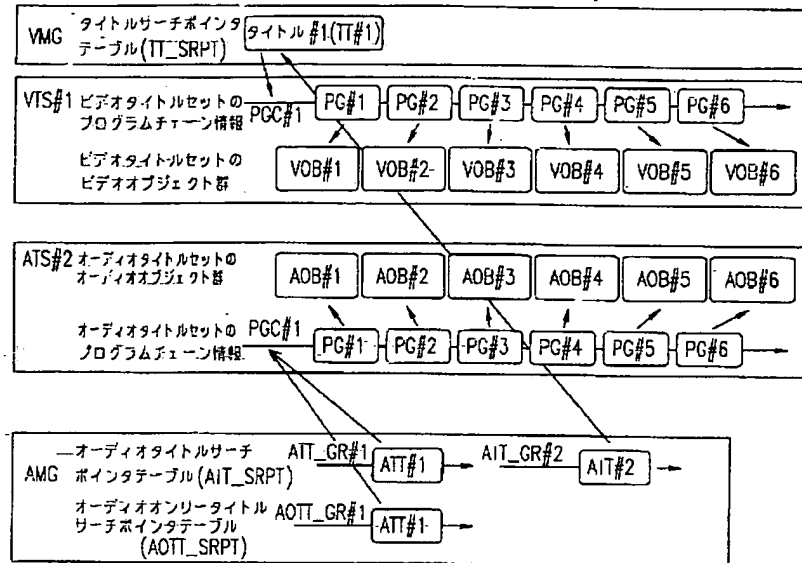 VMG
タイトルサーチポインタ
テーブル(TT_SRPT)
タイトル #1(TT#1)
VTS#1 ビデオタイトルセットの
プログラムチェーン情報
PGC#1
PG#1 PG#2 PG#3 PG#4 PG#5 PG#6
ビデオタイトルセットの
ビデオオブジェクト群
VOB#1 VOB#2 VOB#3 VOB#4 VOB#5 VOB#6
ATS#2 オーディオタイトルセットの
オーディオオブジェクト群
AOB#1 AOB#2 AOB#3 AOB#4 AOB#5 AOB#6
オーディオタイトルセットの
プログラムチェーン情報
PGC#1
PG#1 PG#2 PG#3 PG#4 PG#5 PG#6
AMG
オーディオタイトルサーチ
ポインタテーブル(AIT_SRPT)
ATT_GR#1 ATT#1 AIT_GR#2 AIT#2
オーディオオンリータイトル
サーチポインタテーブル
(AOTT_SRPT)
AOTT_GR#1 ATT#1